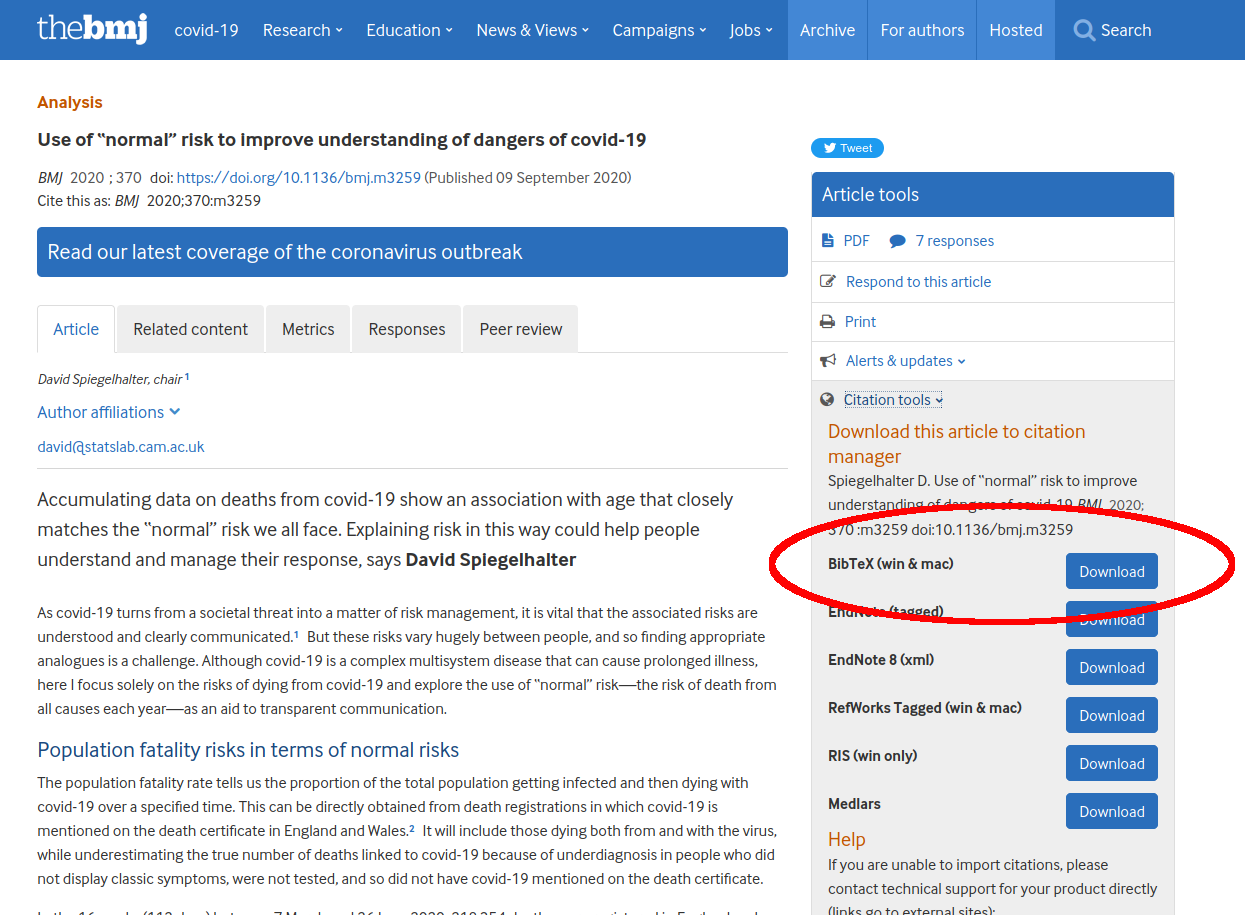 thebmj
covid-19
Research
Education
News & Views
Campaigns
Jobs
Archive
For authors
Hosted
Search
Analysis
Use of “normal” risk to improve understanding of dangers of covid-19
BMJ 2020 ; 370 doi: https://doi.org/10.1136/bmj.m3259 (Published 09 September 2020)
Cite this as: BMJ 2020;370:m3259
Read our latest coverage of the coronavirus outbreak
Article
Related content
Metrics
Responses
Peer review
David Spiegelhalter, chair 1
Author affiliations
david@statslab.cam.ac.uk
Accumulating data on deaths from covid-19 show an association with age that closely
matches the “normal” risk we all face. Explaining risk in this way could help people
understand and manage their response, says David Spiegelhalter
As covid-19 turns from a societal threat into a matter of risk management, it is vital that the associated risks are
understood and clearly communicated.1 But these risks vary hugely between people, and so finding appropriate
analogues is a challenge. Although covid-19 is a complex multisystem disease that can cause prolonged illness,
here I focus solely on the risks of dying from covid-19 and explore the use of “normal” risk—the risk of death from
all causes each year—as an aid to transparent communication.
Population fatality risks in terms of normal risks
The population fatality rate tells us the proportion of the total population getting infected and then dying with
covid-19 over a specified time. This can be directly obtained from death registrations in which covid-19 is
mentioned on the death certificate in England and Wales.2 It will include those dying both from and with the virus,
while underestimating the true number of deaths linked to covid-19 because of underdiagnosis in people who did
not display classic symptoms, were not tested, and so did not have covid-19 mentioned on the death certificate.
Tweet
Article tools
PDF
7 responses
Respond to this article
Print
Alerts & updates
Citation tools
Download this article to citation
manager
Spiegelhalter D. Use of “normal” risk to improve
understanding of dangers of covid-19 BMJ 2020;
370 :m3259 doi:10.1136/bmj.m3259
BibTeX (win & mac)
Download
EndNote (tagged)
Download
EndNote 8 (xml)
Download
RefWorks Tagged (win & mac)
Download
RIS (win only)
Download
Medlars
Download
Help
If you are unable to import citations, please
contact technical support for your product directly
(links go to external sites):